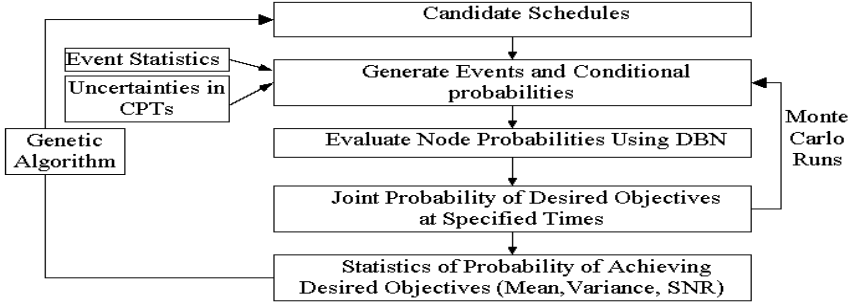 Candidate Schedules
Event Statistics
Uncertainties in
CPTs
Generate Events and Conditional
probabilities
Genetic
Algorithm
Evaluate Node Probabilities Using DBN
Monte
Carlo
Runs
Joint Probability of Desired Objectives
at Specified Times
Statistics of Probability of Achieving
Desired Objectives (Mean,Variance, SNR)